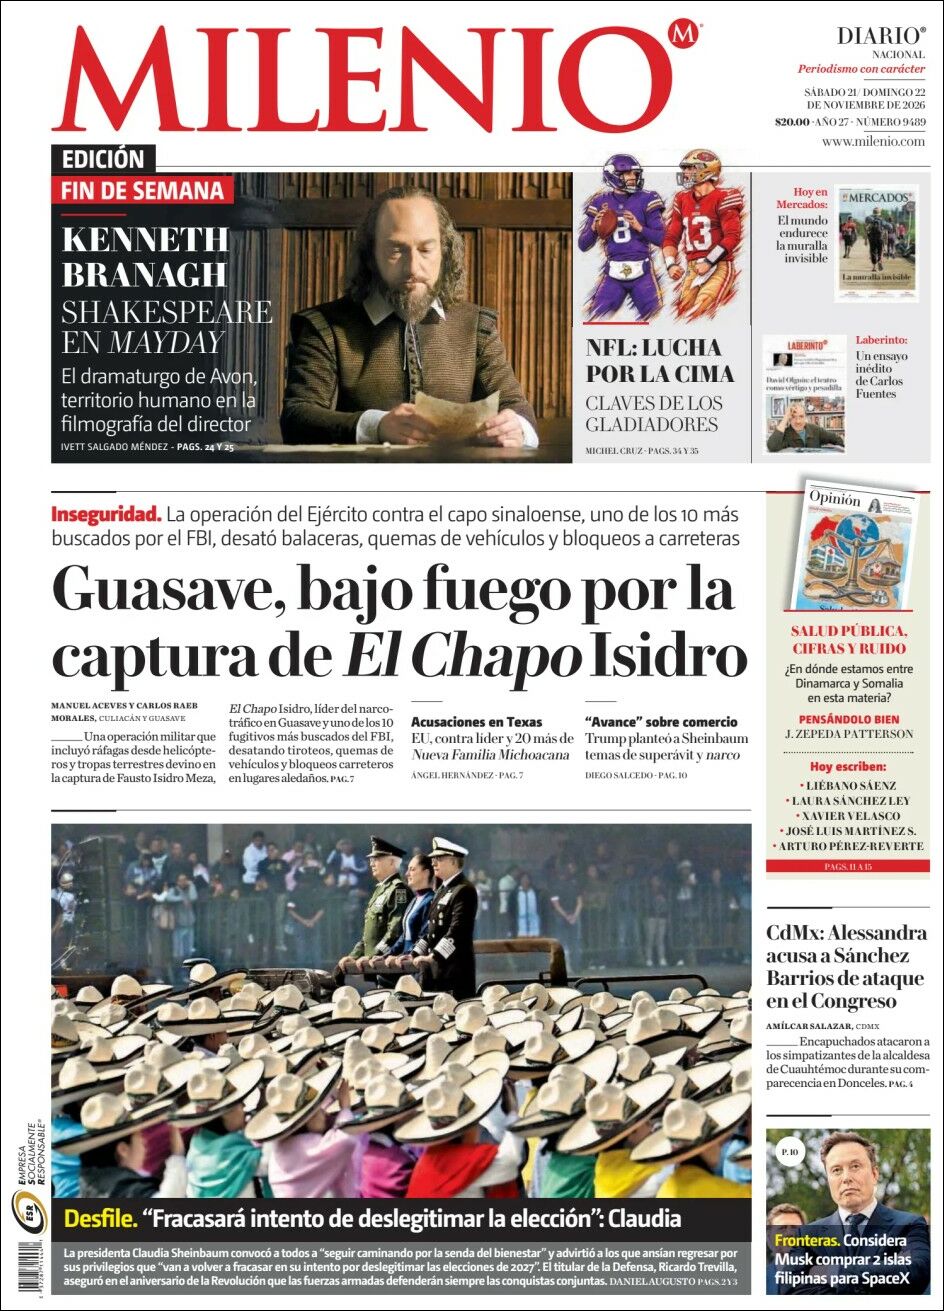 MILENIO
M
DIARIO®
NACIONAL
Periodismo con carácter
SÁBADO 21/ DOMINGO 22
DE NOVIEMBRE DE 2026
$20.00 · AÑO 27 · NÚMERO 9489
www.milenio.com
EDICIÓN
FIN DE SEMANA
KENNETH
BRANAGH
SHAKESPEARE
EN MAYDAY
El dramaturgo de Avon,
territorio humano en la
filmografía del director
IVETT SALGADO MÉNDEZ - PAGS. 24 Y 25
8
13
NFL: LUCHA
POR LA CIMA
CLAVES DE LOS
GLADIADORES
MICHEL CRUZ - PAGS. 34 Y 35
Hoy en
Mercados:
El mundo
endurece
la muralla
invisible
MERCADOS
La muralla invisible
LABERINTO
David Olguín: el teatro
como vértigo y pesadilla
Laberinto:
Un ensayo
inédito
de Carlos
Fuentes
Inseguridad. La operación del Ejército contra el capo sinaloense, uno de los 10 más
buscados por el FBI, desató balaceras, quemas de vehículos y bloqueos a carreteras
Guasave, bajo fuego por la
captura de El Chapo Isidro
MANUEL ACEVES Y CARLOS RAEB
MORALES, CULIACÁN Y GUASAVE
Una operación militar que
incluyó ráfagas desde helicópte-
ros y tropas terrestres devino en
la captura de Fausto Isidro Meza,
El Chapo Isidro, líder del narco-
tráfico en Guasave y uno de los 10
fugitivos más buscados del FBI,
desatando tiroteos, quemas de
vehículos y bloqueos carreteros
en lugares aledaños. PAG. 7
Acusaciones en Texas
EU, contra líder y 20 más de
Nueva Familia Michoacana
ÁNGEL HERNÁNDEZ - PAG. 7
“Avance” sobre comercio
Trump planteó a Sheinbaum
temas de superávit y narco
DIEGO SALCEDO - PAG. 10
Opinión
SALUD PÚBLICA,
CIFRAS Y RUIDO
¿En dónde estamos entre
Dinamarca y Somalia
en esta materia?
PENSÁNDOLO BIEN
J. ZEPEDA PATTERSON
Hoy escriben:
• LIÉBANO SÁENZ
• LAURA SÁNCHEZ LEY
• XAVIER VELASCO
• JOSÉ LUIS MARTÍNEZ S.
• ARTURO PÉREZ-REVERTE
PAGS. 11 A 15
CdMx: Alessandra
acusa a Sánchez
Barrios de ataque
en el Congreso
AMÍLCAR SALAZAR, CDMX
Encapuchados atacaron a
los simpatizantes de la alcaldesa
de Cuauhtémoc durante su com-
parecencia en Donceles. PAG. 4
P. 10
Fronteras. Considera
Musk comprar 2 islas
filipinas para SpaceX
Desfile. “Fracasará intento de deslegitimar la elección”: Claudia
La presidenta Claudia Sheinbaum convocó a todos a “seguir caminando por la senda del bienestar” y advirtió a los que ansían regresar por
sus privilegios que “van a volver a fracasar en su intento por deslegitimar las elecciones de 2027”. El titular de la Defensa, Ricardo Trevilla,
aseguró en el aniversario de la Revolución que las fuerzas armadas defenderán siempre las conquistas conjuntas. DANIEL AUGUSTO PAGS. 2 Y 3
EMPRESA
SOCIALMENTE
RESPONSABLE®
ESR